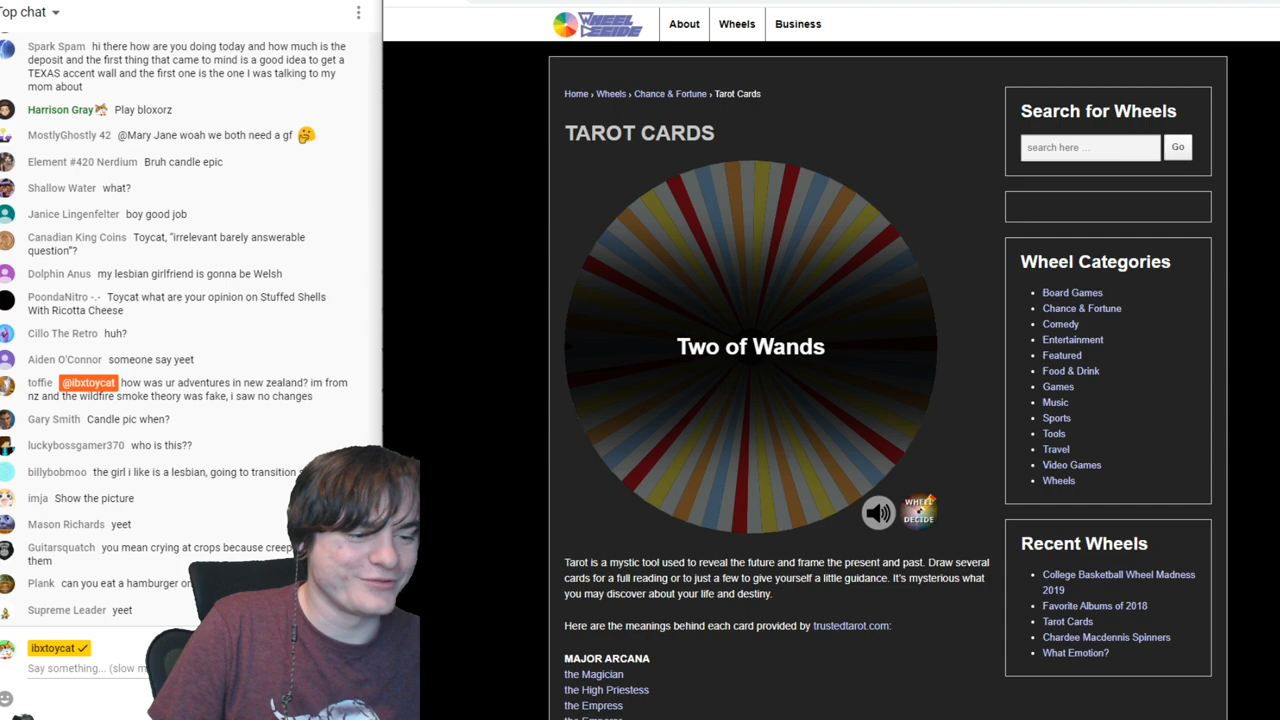 Top chat
Spark Spam hi there how are you doing today and how much is the
deposit and the first thing that came to mind is a good idea to get a
TEXAS accent wall and the first one is the one I was talking to my
mom about
Harrison Gray Play bloxorz
MostlyGhostly 42 @Mary Jane woah we both need a gf
Element #420 Nerdium Bruh candle epic
Shallow Water what?
Janice Lingenfelter boy good job
Canadian King Coins Toycat, “irrelevant barely answerable
question”?
Dolphin Anus my lesbian girlfriend is gonna be Welsh
PoondaNitro -.- Toycat what are your opinion on Stuffed Shells
With Ricotta Cheese
Cillo The Retro huh?
Aiden O'Connor someone say yeet
toffie @ibxtoycat how was ur adventures in new zealand? im from
nz and the wildfire smoke theory was fake, i saw no changes
Gary Smith Candle pic when?
luckybossgamer370 who is this??
billybobmoo the girl i like is a lesbian, going to transition
imja Show the picture
Mason Richards yeet
Guitarsquatch you mean crying at crops because
them
Plank can you eat a hamburger
Supreme Leader yeet
ibxtoycat
Say something... (slow
WHEEL DECIDE
About
Wheels
Business
Home › Wheels › Chance & Fortune › Tarot Cards
TAROT CARDS
Two of Wands
WHEEL
DECIDE
Tarot is a mystic tool used to reveal the future and frame the present and past. Draw several
cards for a full reading or to just a few to give yourself a little guidance. It's mysterious what
you may discover about your life and destiny.
Here are the meanings behind each card provided by trustedtarot.com:
MAJOR ARCANA
the Magician
the High Priestess
the Empress
the Emperor
Search for Wheels
search here ...
Go
Wheel Categories
Board Games
Chance & Fortune
Comedy
Entertainment
Featured
Food & Drink
Games
Music
Sports
Tools
Travel
Video Games
Wheels
Recent Wheels
College Basketball Wheel Madness
2019
Favorite Albums of 2018
Tarot Cards
Chardee Macdennis Spinners
What Emotion?